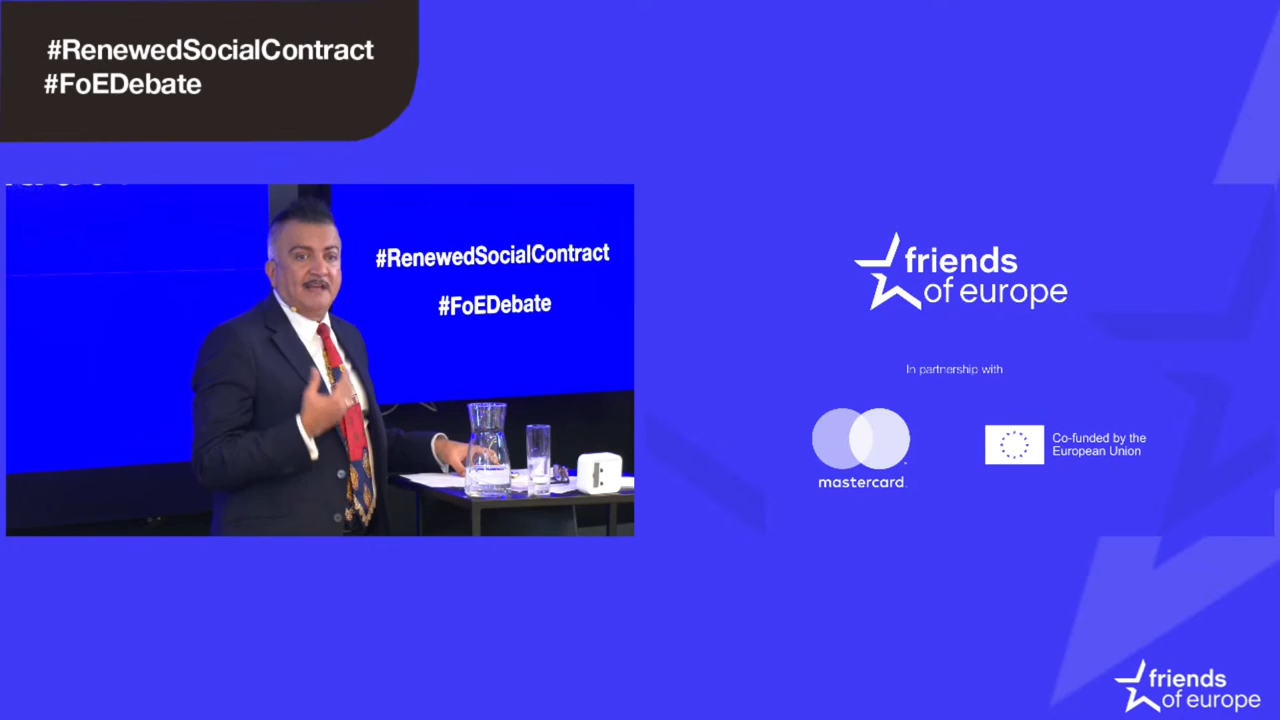 #RenewedSocialContract
#FoEDebate
#RenewedSocialContract
#FoEDebate
friends
of europe
In partnership with
mastercard.
Co-funded by the
European Union
friends
of europe